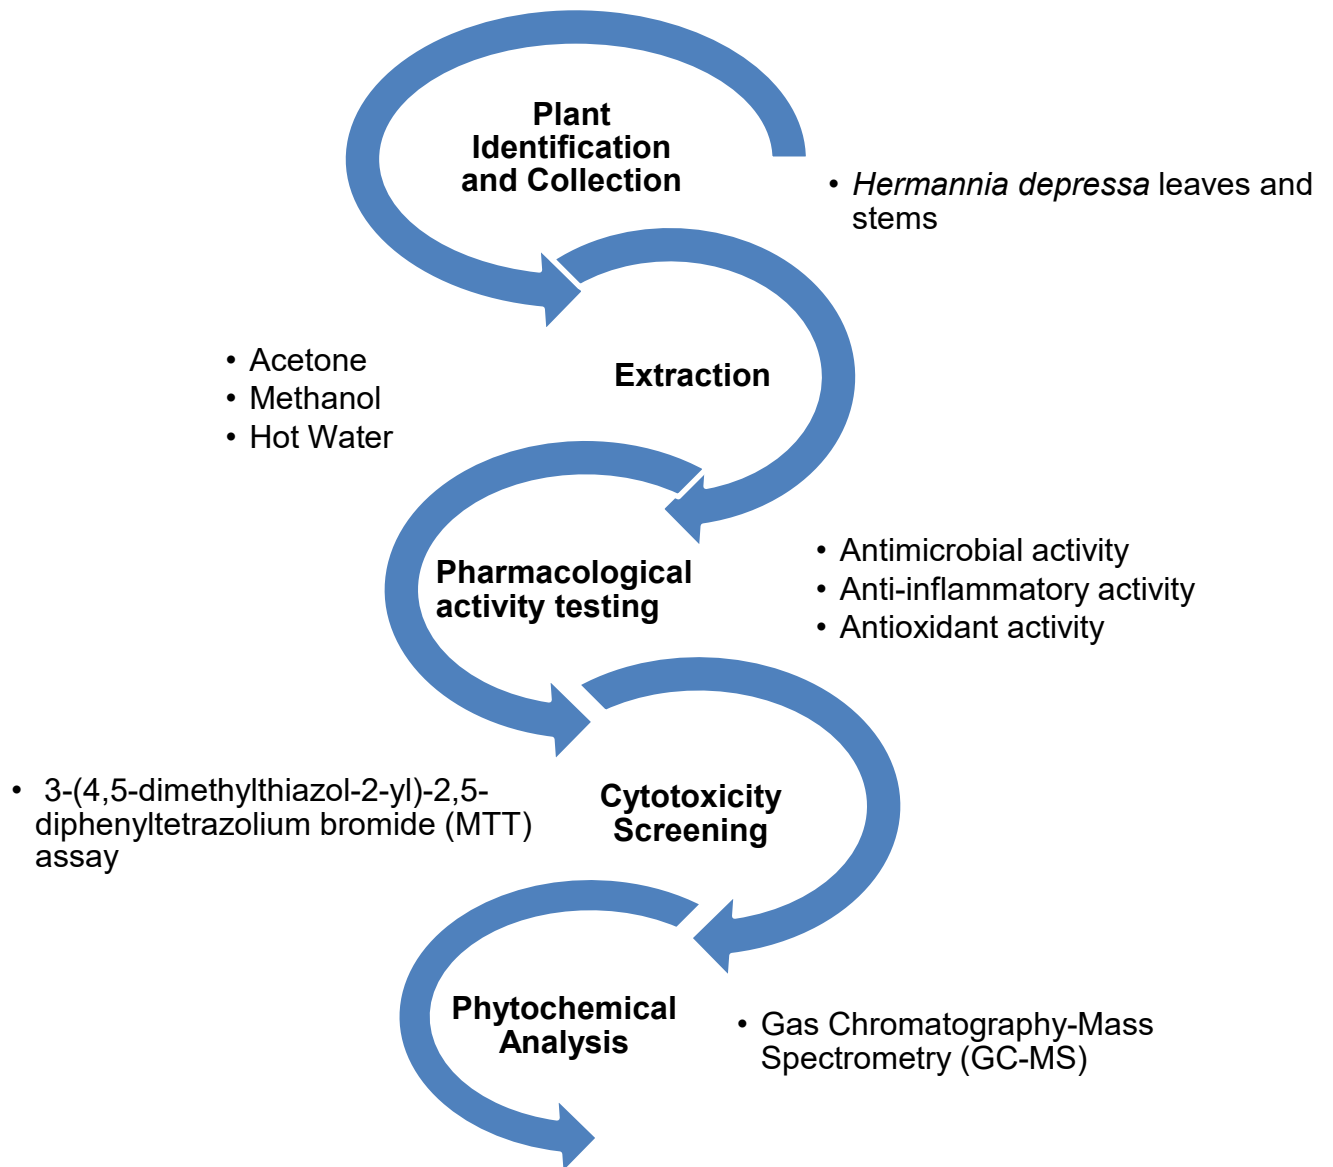 Plant
Identification
and Collection
• Hermannia depressa leaves and
stems
Extraction
• Acetone
• Methanol
• Hot Water
Pharmacological
activity testing
• Antimicrobial activity
• Anti-inflammatory activity
• Antioxidant activity
Cytotoxicity
Screening
• 3-(4,5-dimethylthiazol-2-yl)-2,5-
diphenyltetrazolium bromide (MTT)
assay
Phytochemical
Analysis
• Gas Chromatography-Mass
Spectrometry (GC-MS)